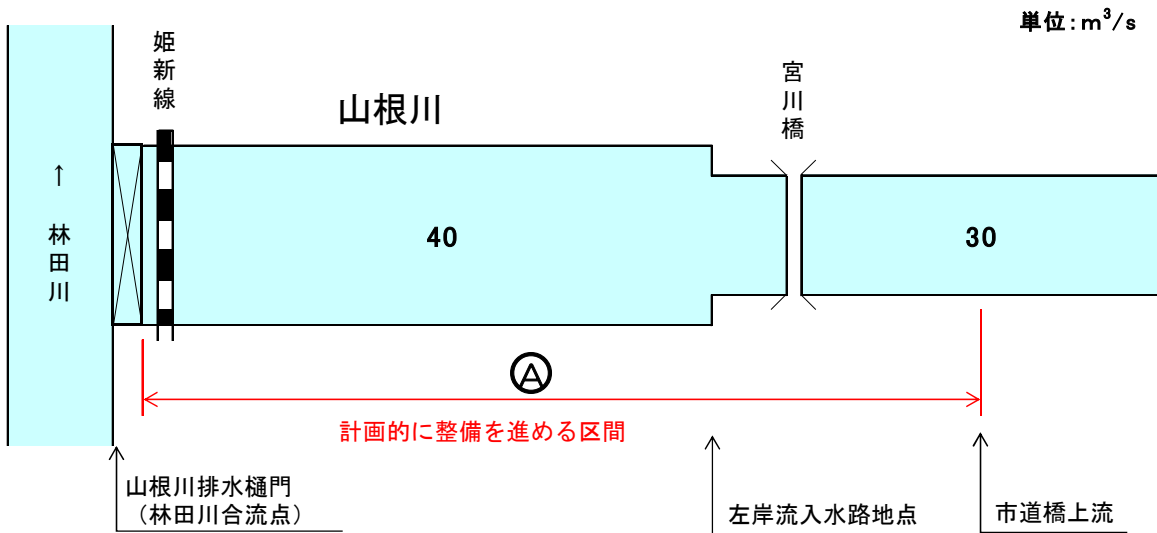 単位:m³/s
姫新線
山根川
宮川橋
↑ 林田川
40
30
Ⓐ
計画的に整備を進める区間
山根川排水樋門
(林田川合流点)
左岸流入水路地点
市道橋上流